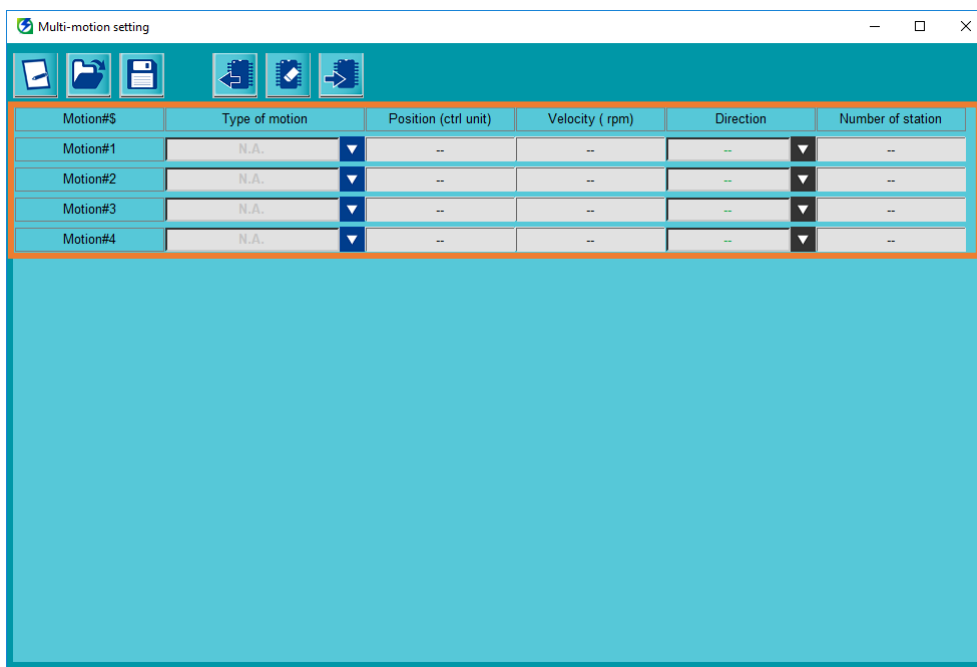 Multi-motion setting
Motion#$ Type of motion Position (ctrl unit) Velocity ( rpm) Direction Number of station
Motion#1 N.A. -- -- -- --
Motion#2 N.A. -- -- -- --
Motion#3 N.A. -- -- -- --
Motion#4 N.A. -- -- -- --